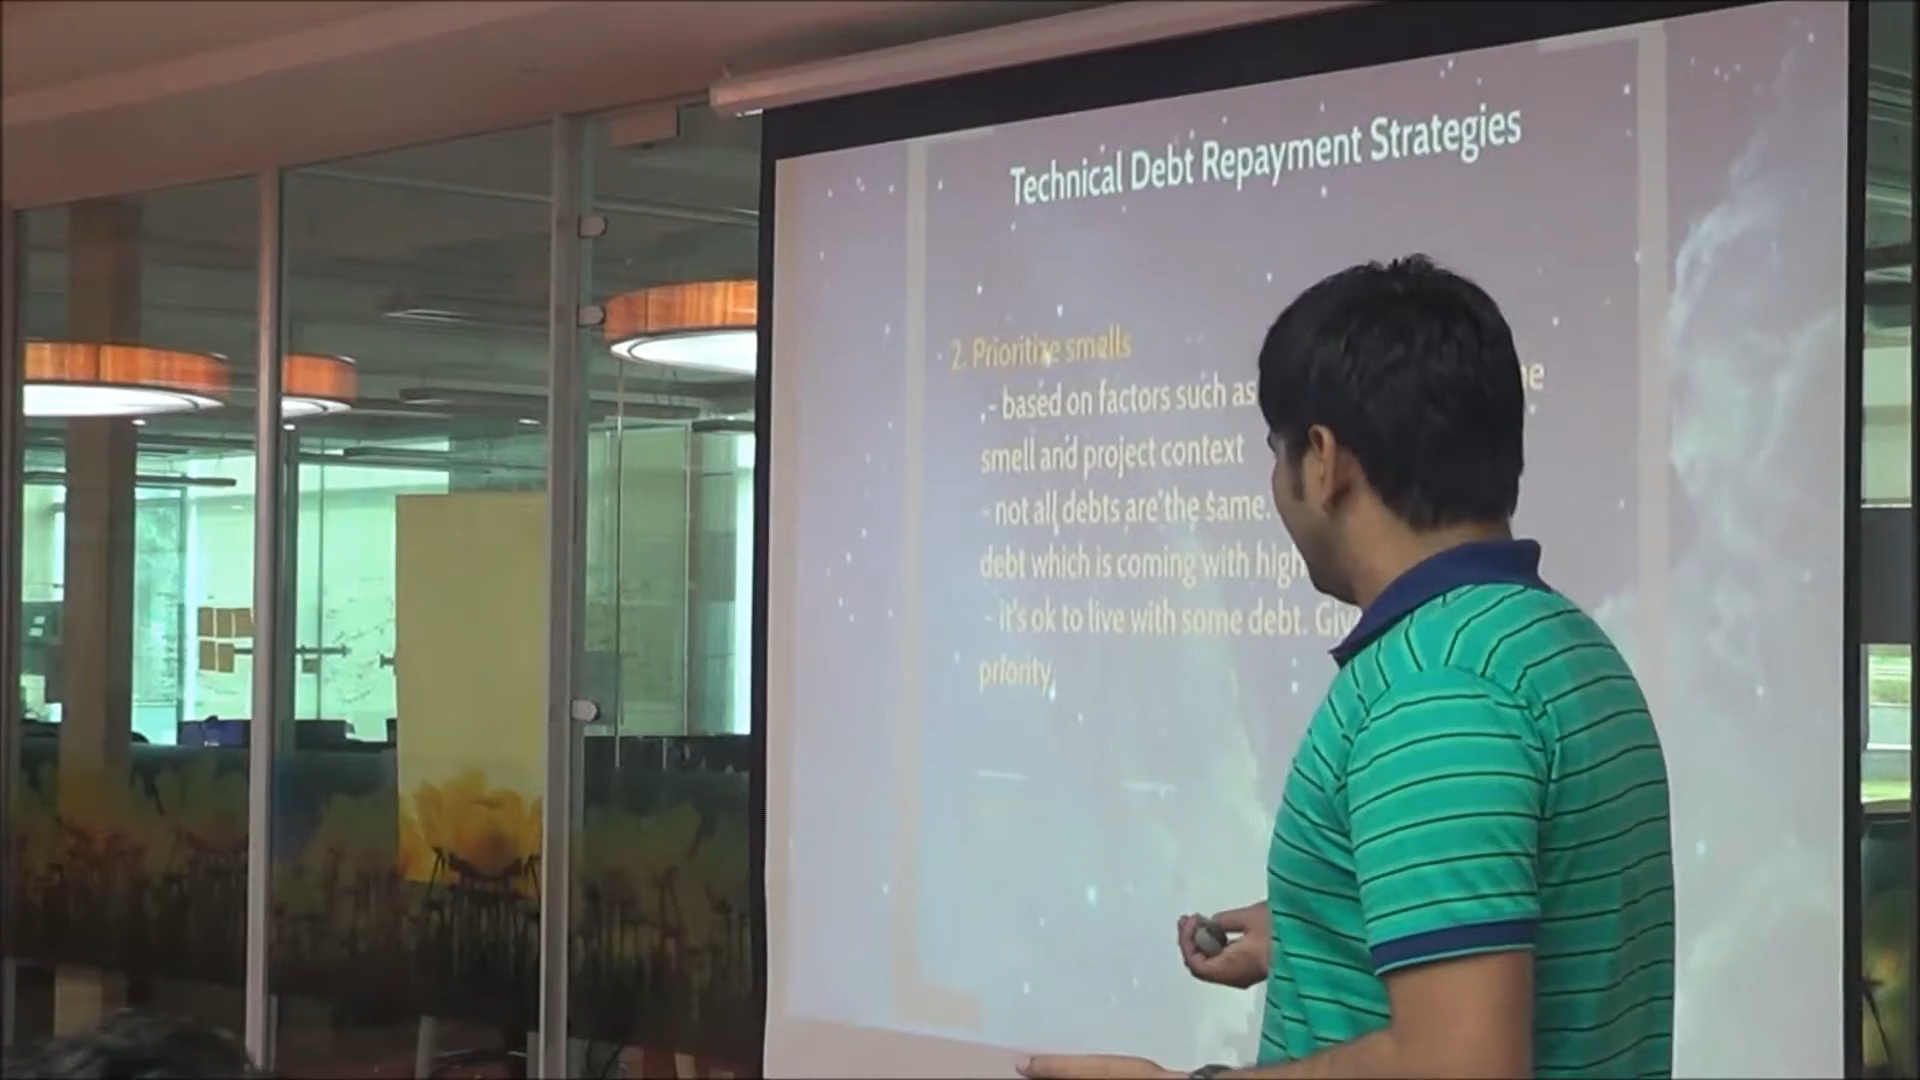 Technical Debt Repayment Strategies
2. Prioritize smells
- based on factors such as
smell and project context
- not all debts are the same.
debt which is coming with high
- it's ok to live with some debt.
priority